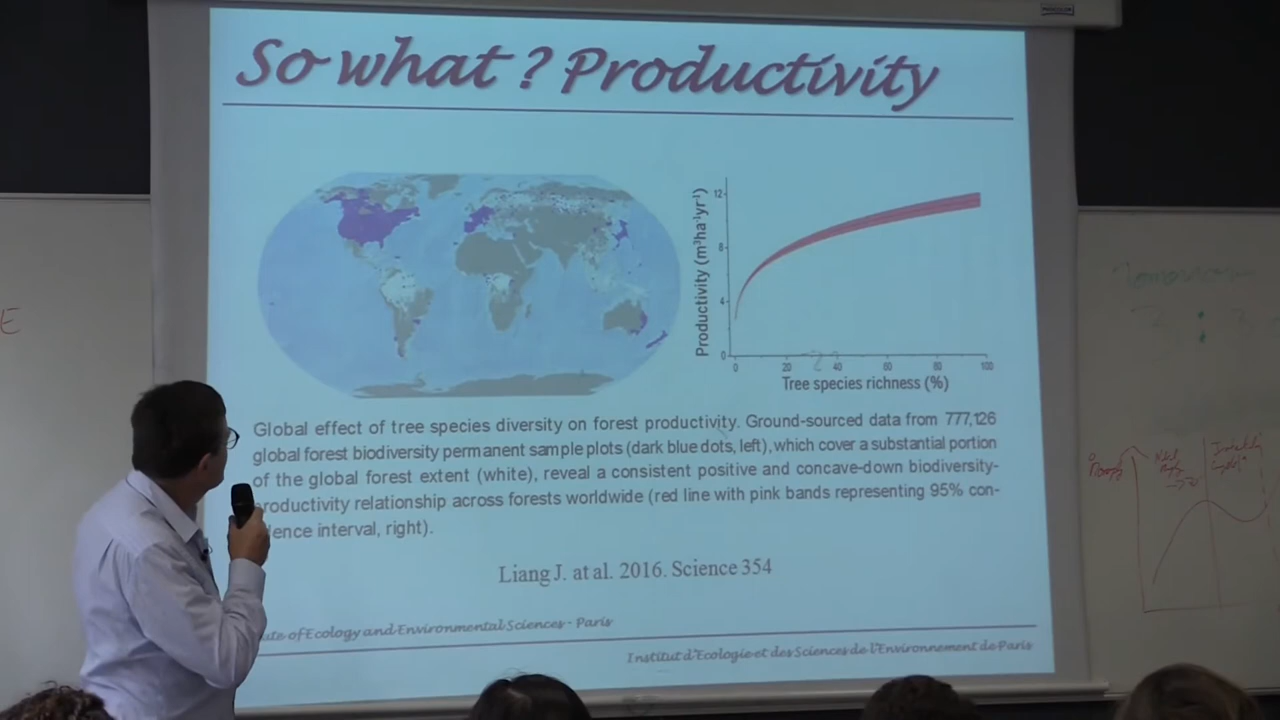 So what ? Productivity
12
8
4
0
Productivity (m³ha⁻¹yr⁻¹)
0 20 40 60 80 100
Tree species richness (%)
Global effect of tree species diversity on forest productivity. Ground-sourced data from 777,126
global forest biodiversity permanent sample plots (dark blue dots, left), which cover a substantial portion
of the global forest extent (white), reveal a consistent positive and concave-down biodiversity-
productivity relationship across forests worldwide (red line with pink bands representing 95% con-
dence interval, right).
Liang J. at al. 2016. Science 354
ute of Ecology and Environmental Sciences - Paris
Institut d'Ecologie et des Sciences de l'Environnement de Paris
E